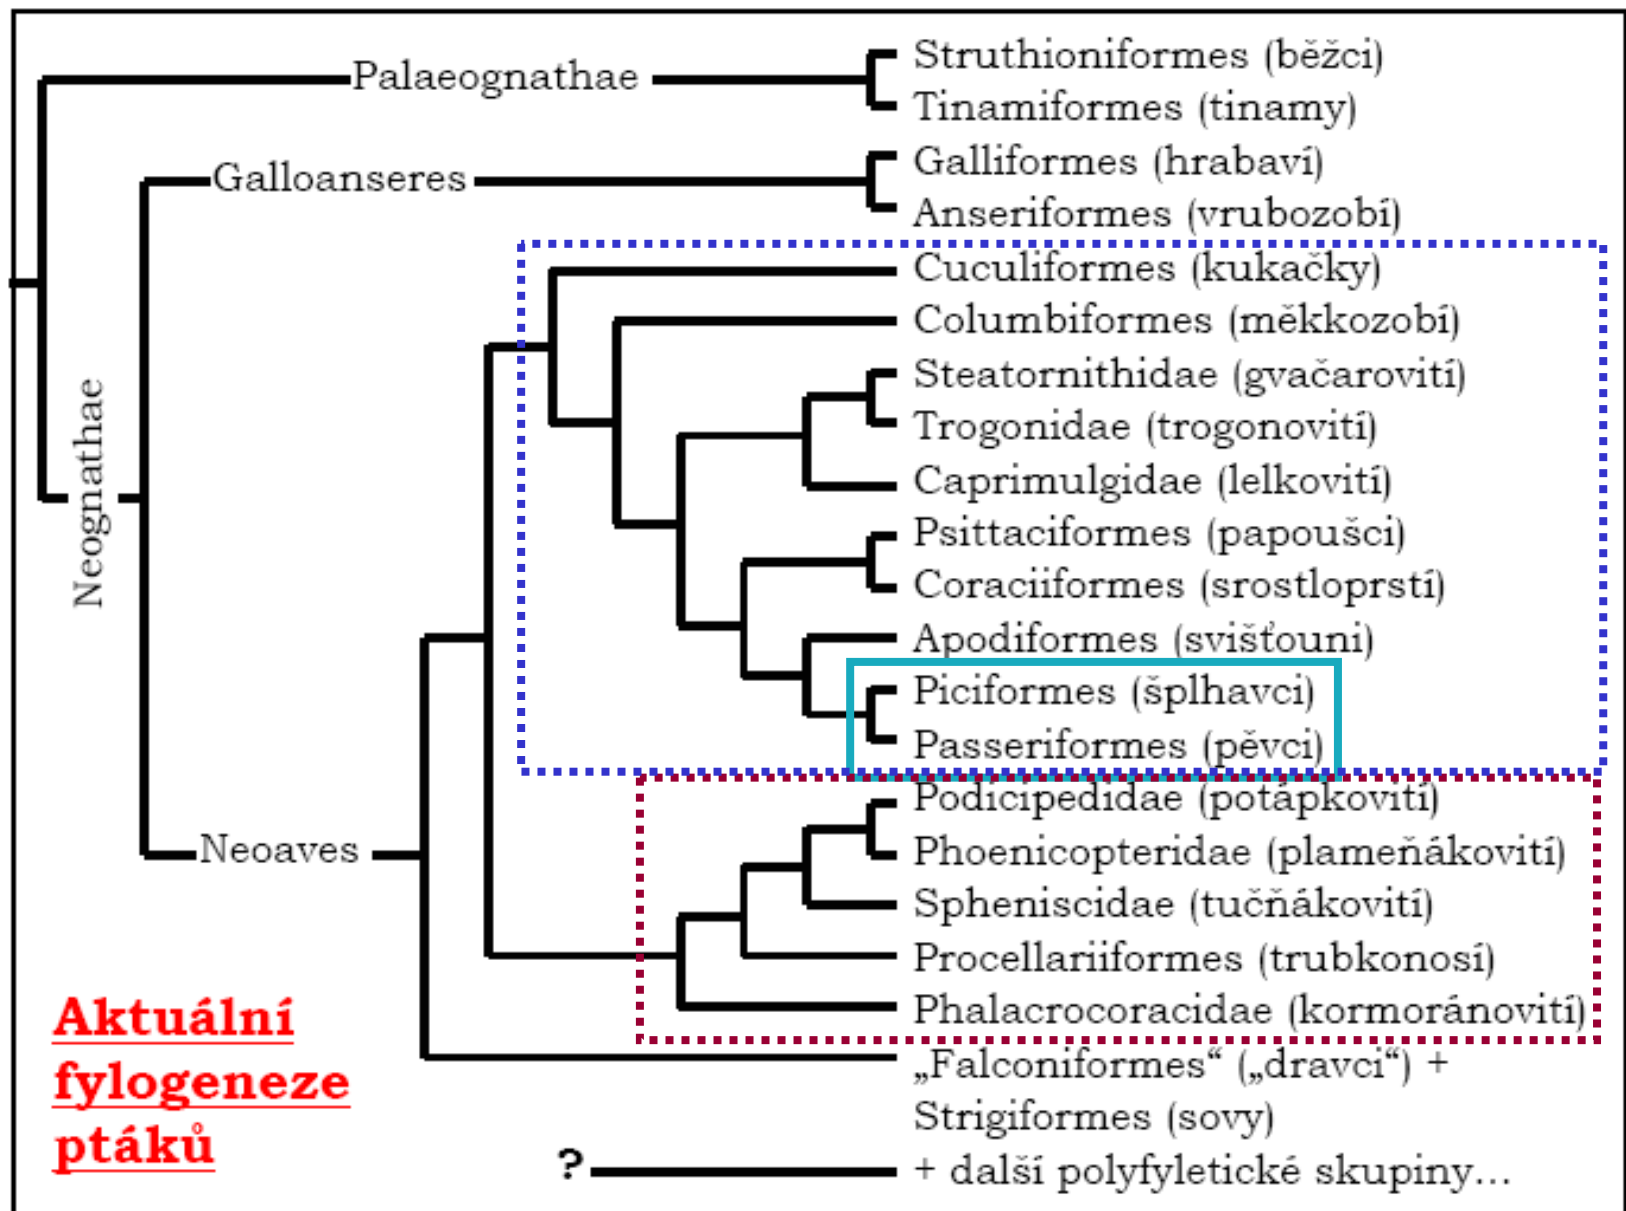 Palaeognathae
Struthioniformes (běžci)
Tinamiformes (tinamy)
Galloanseres
Galliformes (hrabaví)
Anseriformes (vrubozobí)
Cuculiformes (kukačky)
Columbiformes (měkkozobí)
Steatornithidae (gvačarovití)
Trogonidae (trogonovití)
Caprimulgidae (lelkovití)
Psittaciformes (papoušci)
Coraciiformes (srostloprstí)
Apodiformes (svišťouni)
Piciformes (šplhavci)
Passeriformes (pěvci)
Neognathae
Neoaves
Podicipedidae (potápkovití)
Phoenicopteridae (plameňákovití)
Spheniscidae (tučňákovití)
Procellariiformes (trubkonosí)
Phalacrocoracidae (kormoránovití)
„Falconiformes“ („dravci“) +
Strigiformes (sovy)
? + další polyfyletické skupiny...
Aktuální
fylogeneze
ptáků